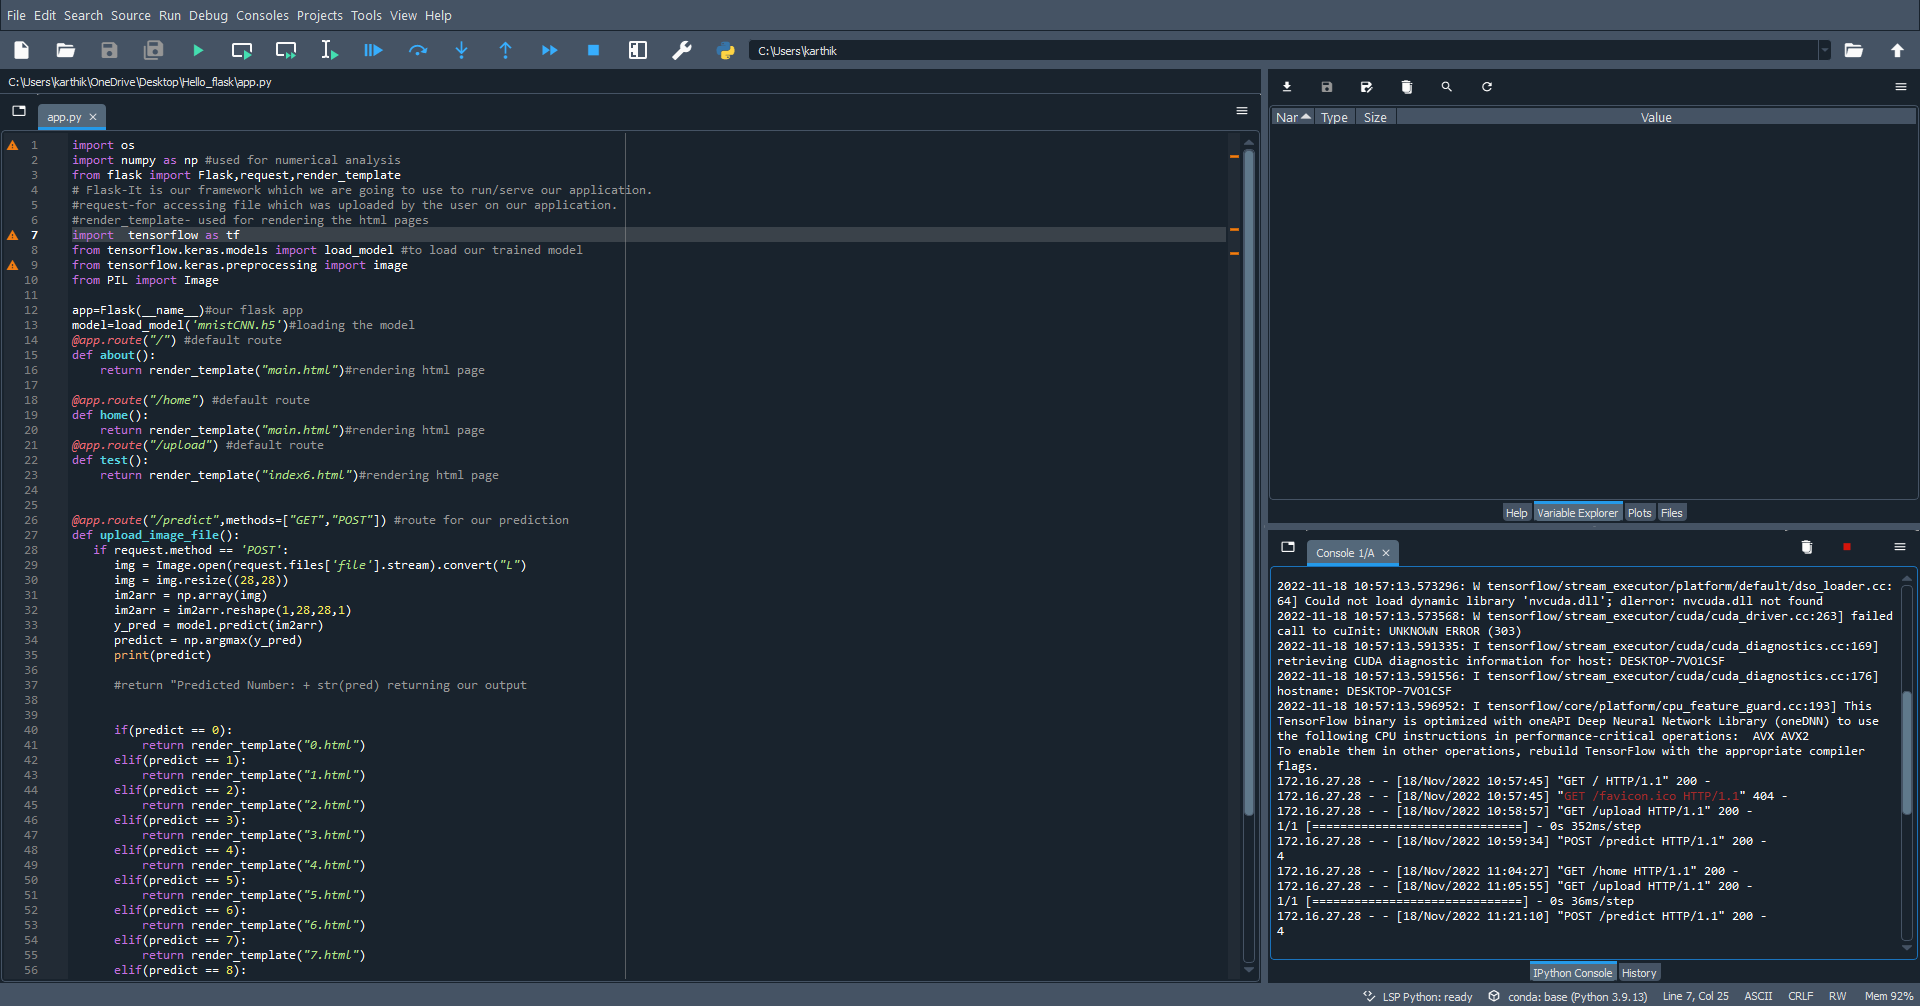 File Edit Search Source Run Debug Consoles Projects Tools View Help
C:\Users\karthik
C:\Users\karthik\OneDrive\Desktop\Hello_flask\app.py
app.py
1 import os
2 import numpy as np #used for numerical analysis
3 from flask import Flask,request,render_template
4 # Flask-It is our framework which we are going to use to run/serve our application.
5 #request-for accessing file which was uploaded by the user on our application.
6 #render_template- used for rendering the html pages
7 import  tensorflow as tf
8 from tensorflow.keras.models import load_model #to load our trained model
9 from tensorflow.keras.preprocessing import image
10 from PIL import Image
11
12 app=Flask(__name__)#our flask app
13 model=load_model('mnistCNN.h5')#loading the model
14 @app.route("/") #default route
15 def about():
16     return render_template("main.html")#rendering html page
17
18 @app.route("/home") #default route
19 def home():
20     return render_template("main.html")#rendering html page
21 @app.route("/upload") #default route
22 def test():
23     return render_template("index6.html")#rendering html page
24
25
26 @app.route("/predict",methods=["GET","POST"]) #route for our prediction
27 def upload_image_file():
28    if request.method == 'POST':
29       img = Image.open(request.files['file'].stream).convert("L")
30       img = img.resize((28,28))
31       im2arr = np.array(img)
32       im2arr = im2arr.reshape(1,28,28,1)
33       y_pred = model.predict(im2arr)
34       predict = np.argmax(y_pred)
35       print(predict)
36
37       #return "Predicted Number: + str(pred) returning our output
38
39
40       if(predict == 0):
41           return render_template("0.html")
42       elif(predict == 1):
43           return render_template("1.html")
44       elif(predict == 2):
45           return render_template("2.html")
46       elif(predict == 3):
47           return render_template("3.html")
48       elif(predict == 4):
49           return render_template("4.html")
50       elif(predict == 5):
51           return render_template("5.html")
52       elif(predict == 6):
53           return render_template("6.html")
54       elif(predict == 7):
55           return render_template("7.html")
56       elif(predict == 8):
Nar Type Size Value
Help Variable Explorer Plots Files
Console 1/A
2022-11-18 10:57:13.573296: W tensorflow/stream_executor/platform/default/dso_loader.cc:
64] Could not load dynamic library 'nvcuda.dll'; dlerror: nvcuda.dll not found
2022-11-18 10:57:13.573568: W tensorflow/stream_executor/cuda/cuda_driver.cc:263] failed
call to cuInit: UNKNOWN ERROR (303)
2022-11-18 10:57:13.591335: I tensorflow/stream_executor/cuda/cuda_diagnostics.cc:169]
retrieving CUDA diagnostic information for host: DESKTOP-7VO1CSF
2022-11-18 10:57:13.591556: I tensorflow/stream_executor/cuda/cuda_diagnostics.cc:176]
hostname: DESKTOP-7VO1CSF
2022-11-18 10:57:13.596952: I tensorflow/core/platform/cpu_feature_guard.cc:193] This
TensorFlow binary is optimized with oneAPI Deep Neural Network Library (oneDNN) to use
the following CPU instructions in performance-critical operations:  AVX AVX2
To enable them in other operations, rebuild TensorFlow with the appropriate compiler
flags.
172.16.27.28 - - [18/Nov/2022 10:57:45] "GET / HTTP/1.1" 200 -
172.16.27.28 - - [18/Nov/2022 10:57:45] "GET /favicon.ico HTTP/1.1" 404 -
172.16.27.28 - - [18/Nov/2022 10:58:57] "GET /upload HTTP/1.1" 200 -
1/1 [==============================] - 0s 352ms/step
172.16.27.28 - - [18/Nov/2022 10:59:34] "POST /predict HTTP/1.1" 200 -
4
172.16.27.28 - - [18/Nov/2022 11:04:27] "GET /home HTTP/1.1" 200 -
172.16.27.28 - - [18/Nov/2022 11:05:55] "GET /upload HTTP/1.1" 200 -
1/1 [==============================] - 0s 36ms/step
172.16.27.28 - - [18/Nov/2022 11:21:10] "POST /predict HTTP/1.1" 200 -
4
IPython Console History
LSP Python: ready conda: base (Python 3.9.13) Line 7, Col 25 ASCII CRLF RW Mem 92%